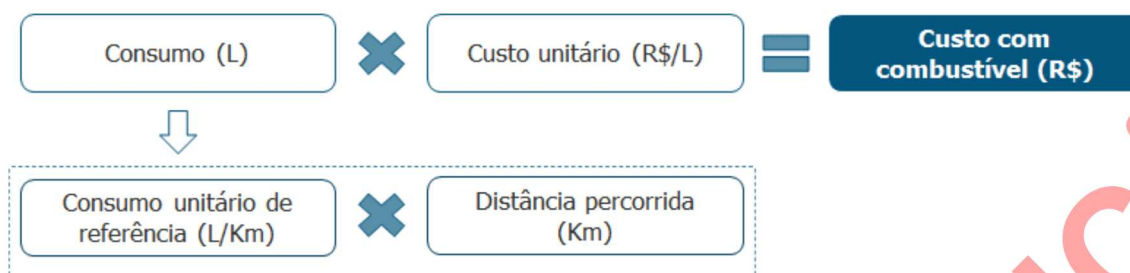 Consumo (L)
Custo unitário (R$/L)
Custo com
combustível (R$)
Consumo unitário de
referência (L/Km)
Distância percorrida
(Km)